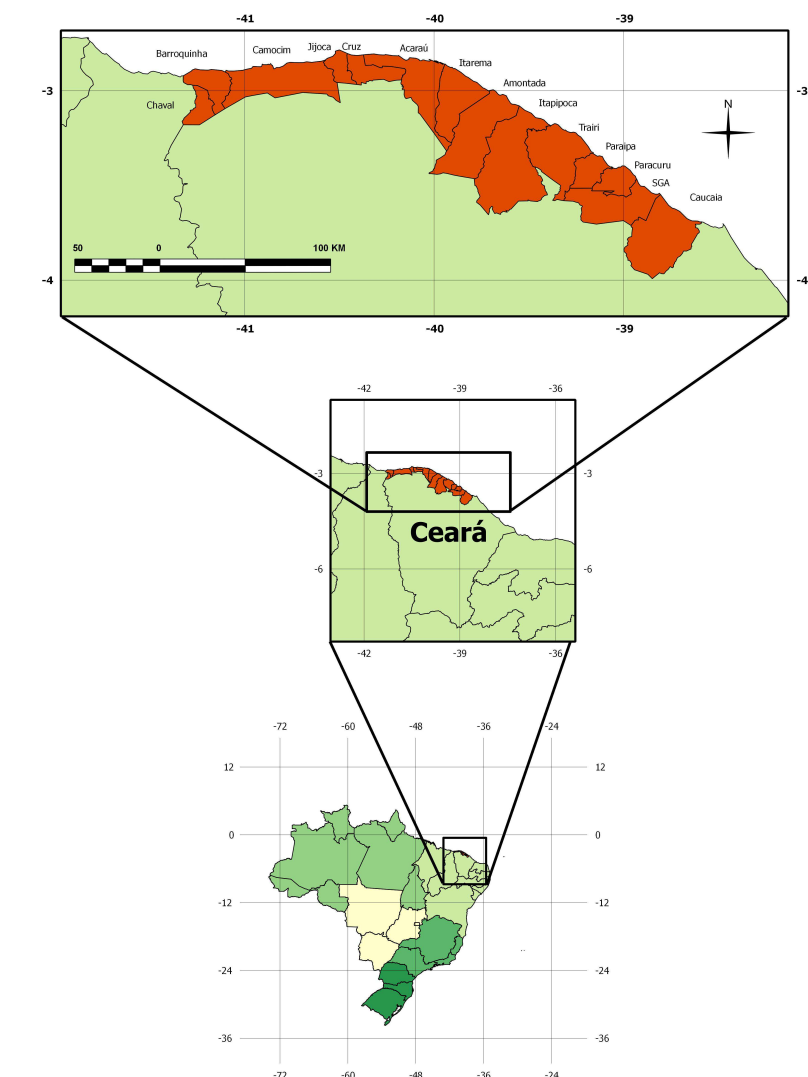 -41 -40 -39
Barroquinha Camocim Jijoca Cruz Acaraú
Itarema
-3 -3
Amontada
Chaval Itapipoca N
Trairi
Paraipa
Paracuru
SGA
Caucaia
50 0 100 KM
-4 -4
-41 -40 -39
-42 -39 -36
-3 -3
Ceará
-6 -6
-42 -39 -36
-72 -60 -48 -36 -24
12 12
0 0
-12 -12
-24 -24
-36 -36
-72 -60 -48 -36 -24